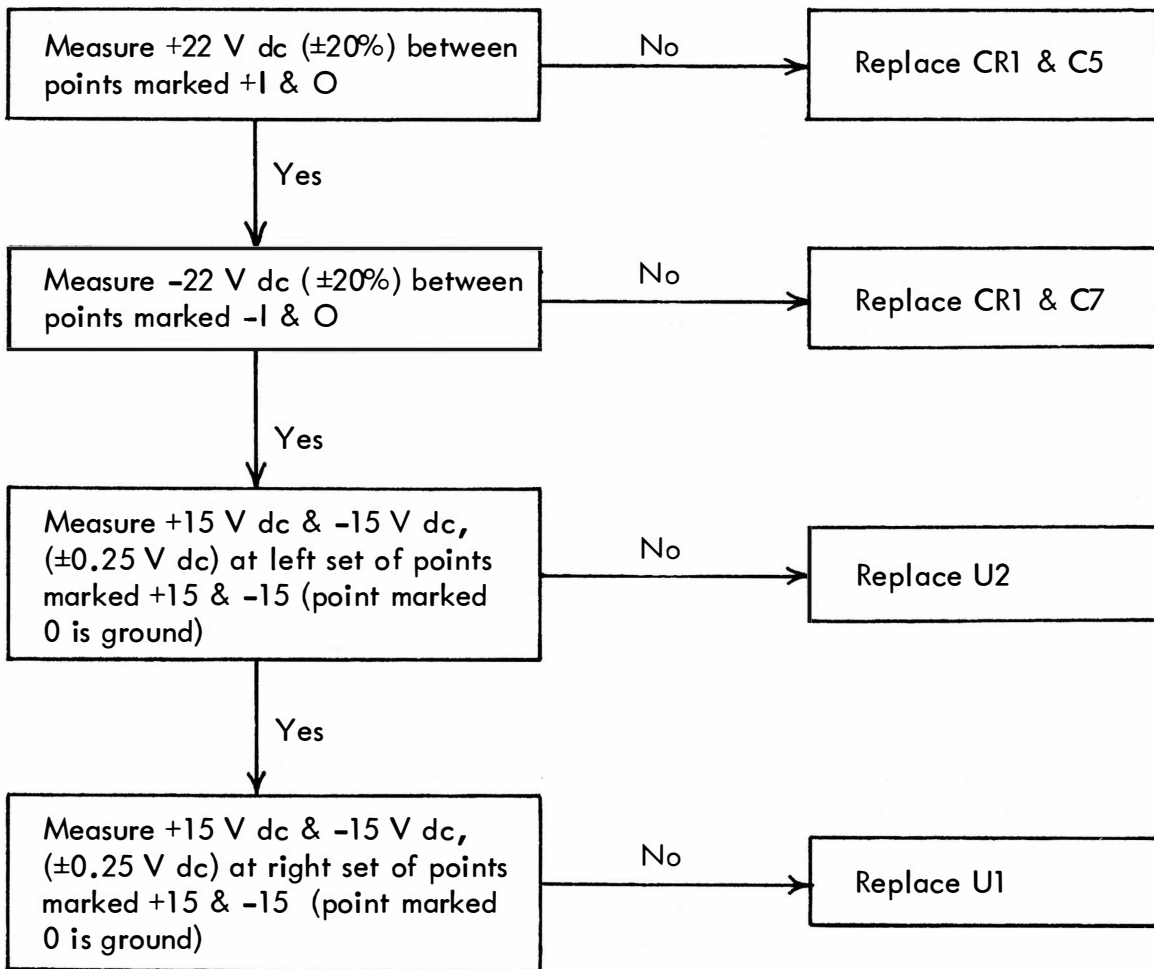 Measure +22 V dc (±20%) between
points marked +I & O
No
Replace CR1 & C5
Yes
Measure -22 V dc (±20%) between
points marked -I & O
No
Replace CR1 & C7
Yes
Measure +15 V dc & -15 V dc,
(±0.25 V dc) at left set of points
marked +15 & -15 (point marked
0 is ground)
No
Replace U2
Yes
Measure +15 V dc & -15 V dc,
(±0.25 V dc) at right set of points
marked +15 & -15 (point marked
0 is ground)
No
Replace U1